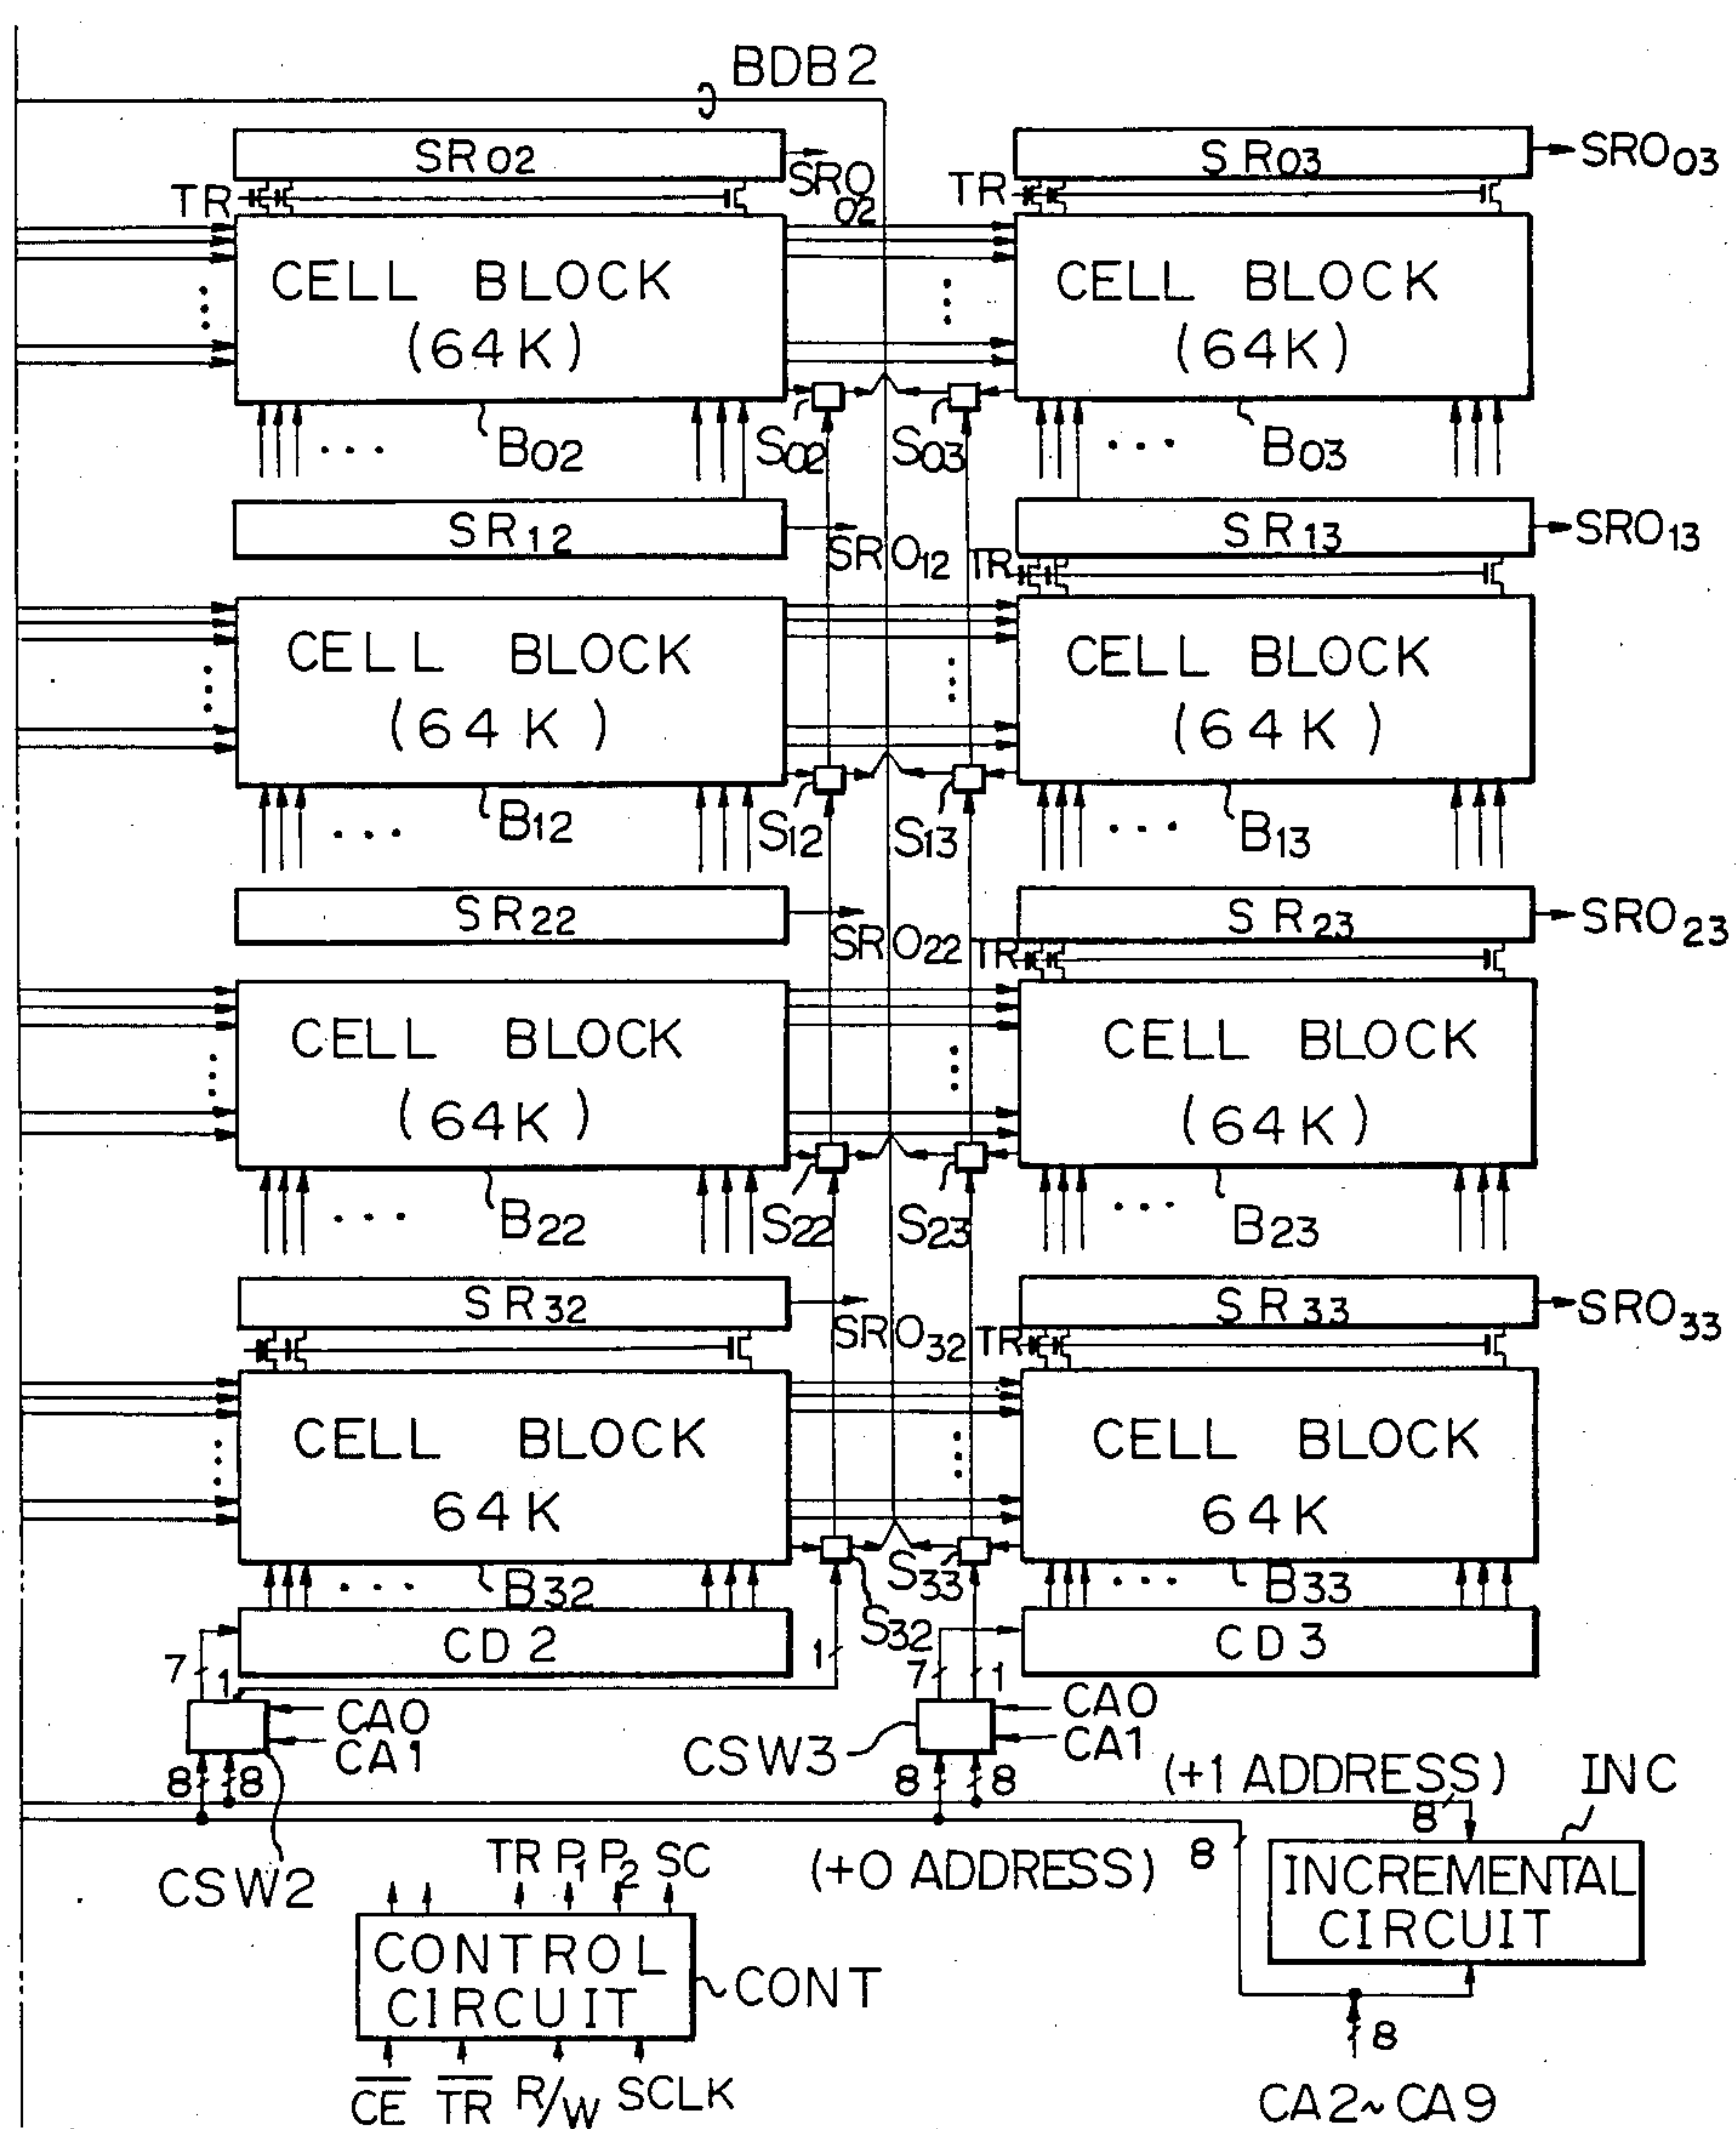 BDB2
SR02
SRO02
SR03
SRO03
TR
TR
CELL BLOCK
(64K)
CELL BLOCK
(64K)
B02
S02
S03
B03
SR12
SRO12
SR13
SRO13
TR
CELL BLOCK
(64K)
CELL BLOCK
(64K)
B12
S12
S13
B13
SR22
SRO22
SR23
SRO23
TR
CELL BLOCK
(64K)
CELL BLOCK
(64K)
B22
S22
S23
B23
SR32
SRO32
SR33
SRO33
TR
CELL BLOCK
64K
CELL BLOCK
64K
B32
S32
S33
B33
CD2
CD3
7
1
1
7
1
CA0
CA1
CA0
CA1
CSW3
8
8
8
8
(+1 ADDRESS)
INC
8
CSW2
TR P1 P2 SC
(+0 ADDRESS)
8
INCREMENTAL
CIRCUIT
CONTROL
CIRCUIT
CONT
8
C̅E̅ T̅R̅ R/W SCLK
CA2~CA9